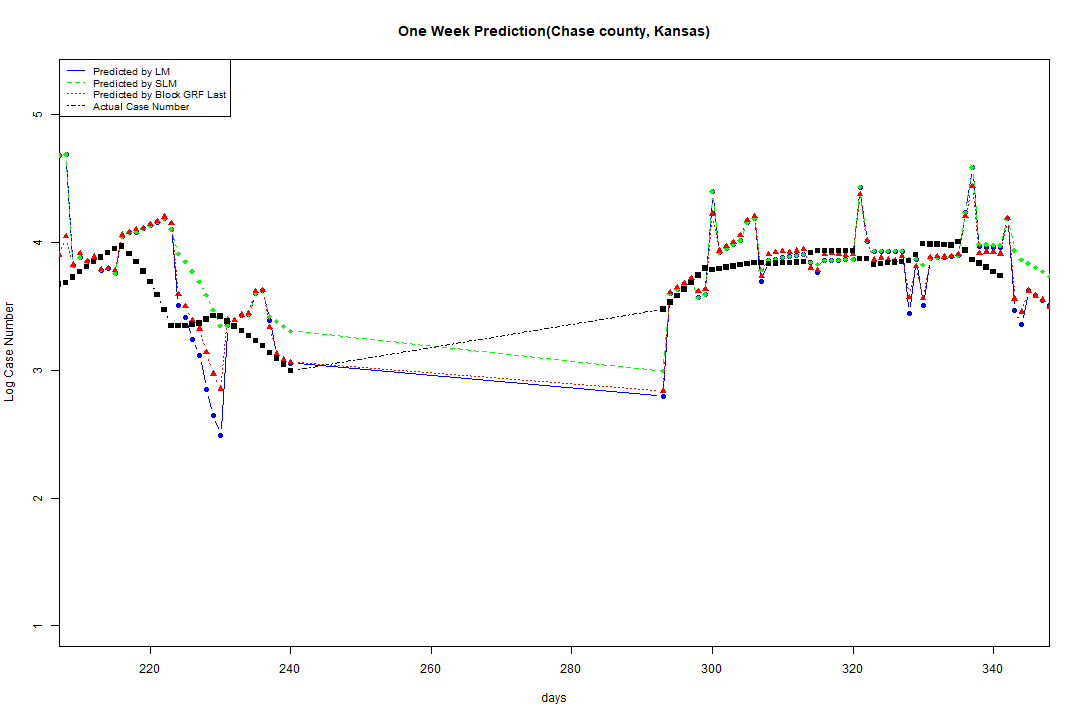 One Week Prediction(Chase county, Kansas)
Predicted by LM
Predicted by SLM
Predicted by Block GRF Last
Actual Case Number
5
4
3
2
1
Log Case Number
220 240 260 280 300 320 340
days